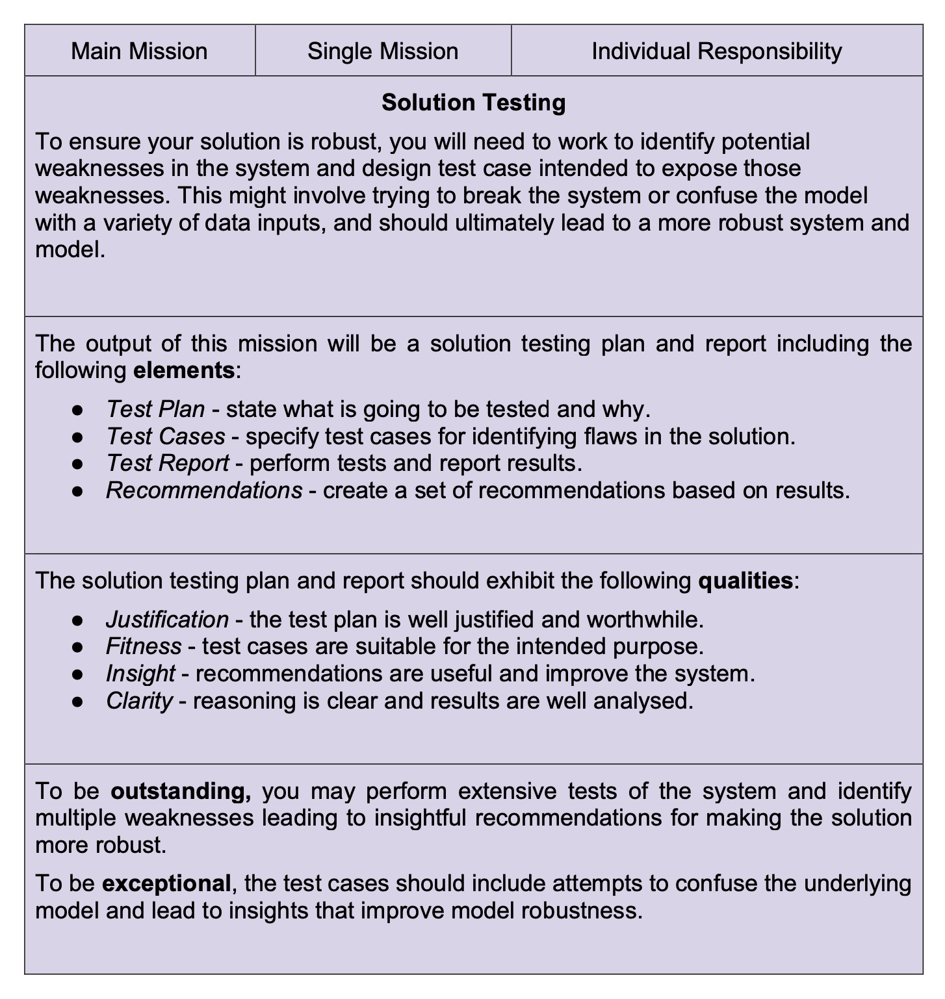 Main Mission
Single Mission
Individual Responsibility
Solution Testing
To ensure your solution is robust, you will need to work to identify potential
weaknesses in the system and design test case intended to expose those
weaknesses. This might involve trying to break the system or confuse the model
with a variety of data inputs, and should ultimately lead to a more robust system and
model.
The output of this mission will be a solution testing plan and report including the
following elements:
● Test Plan - state what is going to be tested and why.
● Test Cases - specify test cases for identifying flaws in the solution.
● Test Report - perform tests and report results.
● Recommendations - create a set of recommendations based on results.
The solution testing plan and report should exhibit the following qualities:
● Justification - the test plan is well justified and worthwhile.
● Fitness - test cases are suitable for the intended purpose.
● Insight - recommendations are useful and improve the system.
● Clarity - reasoning is clear and results are well analysed.
To be outstanding, you may perform extensive tests of the system and identify
multiple weaknesses leading to insightful recommendations for making the solution
more robust.
To be exceptional, the test cases should include attempts to confuse the underlying
model and lead to insights that improve model robustness.